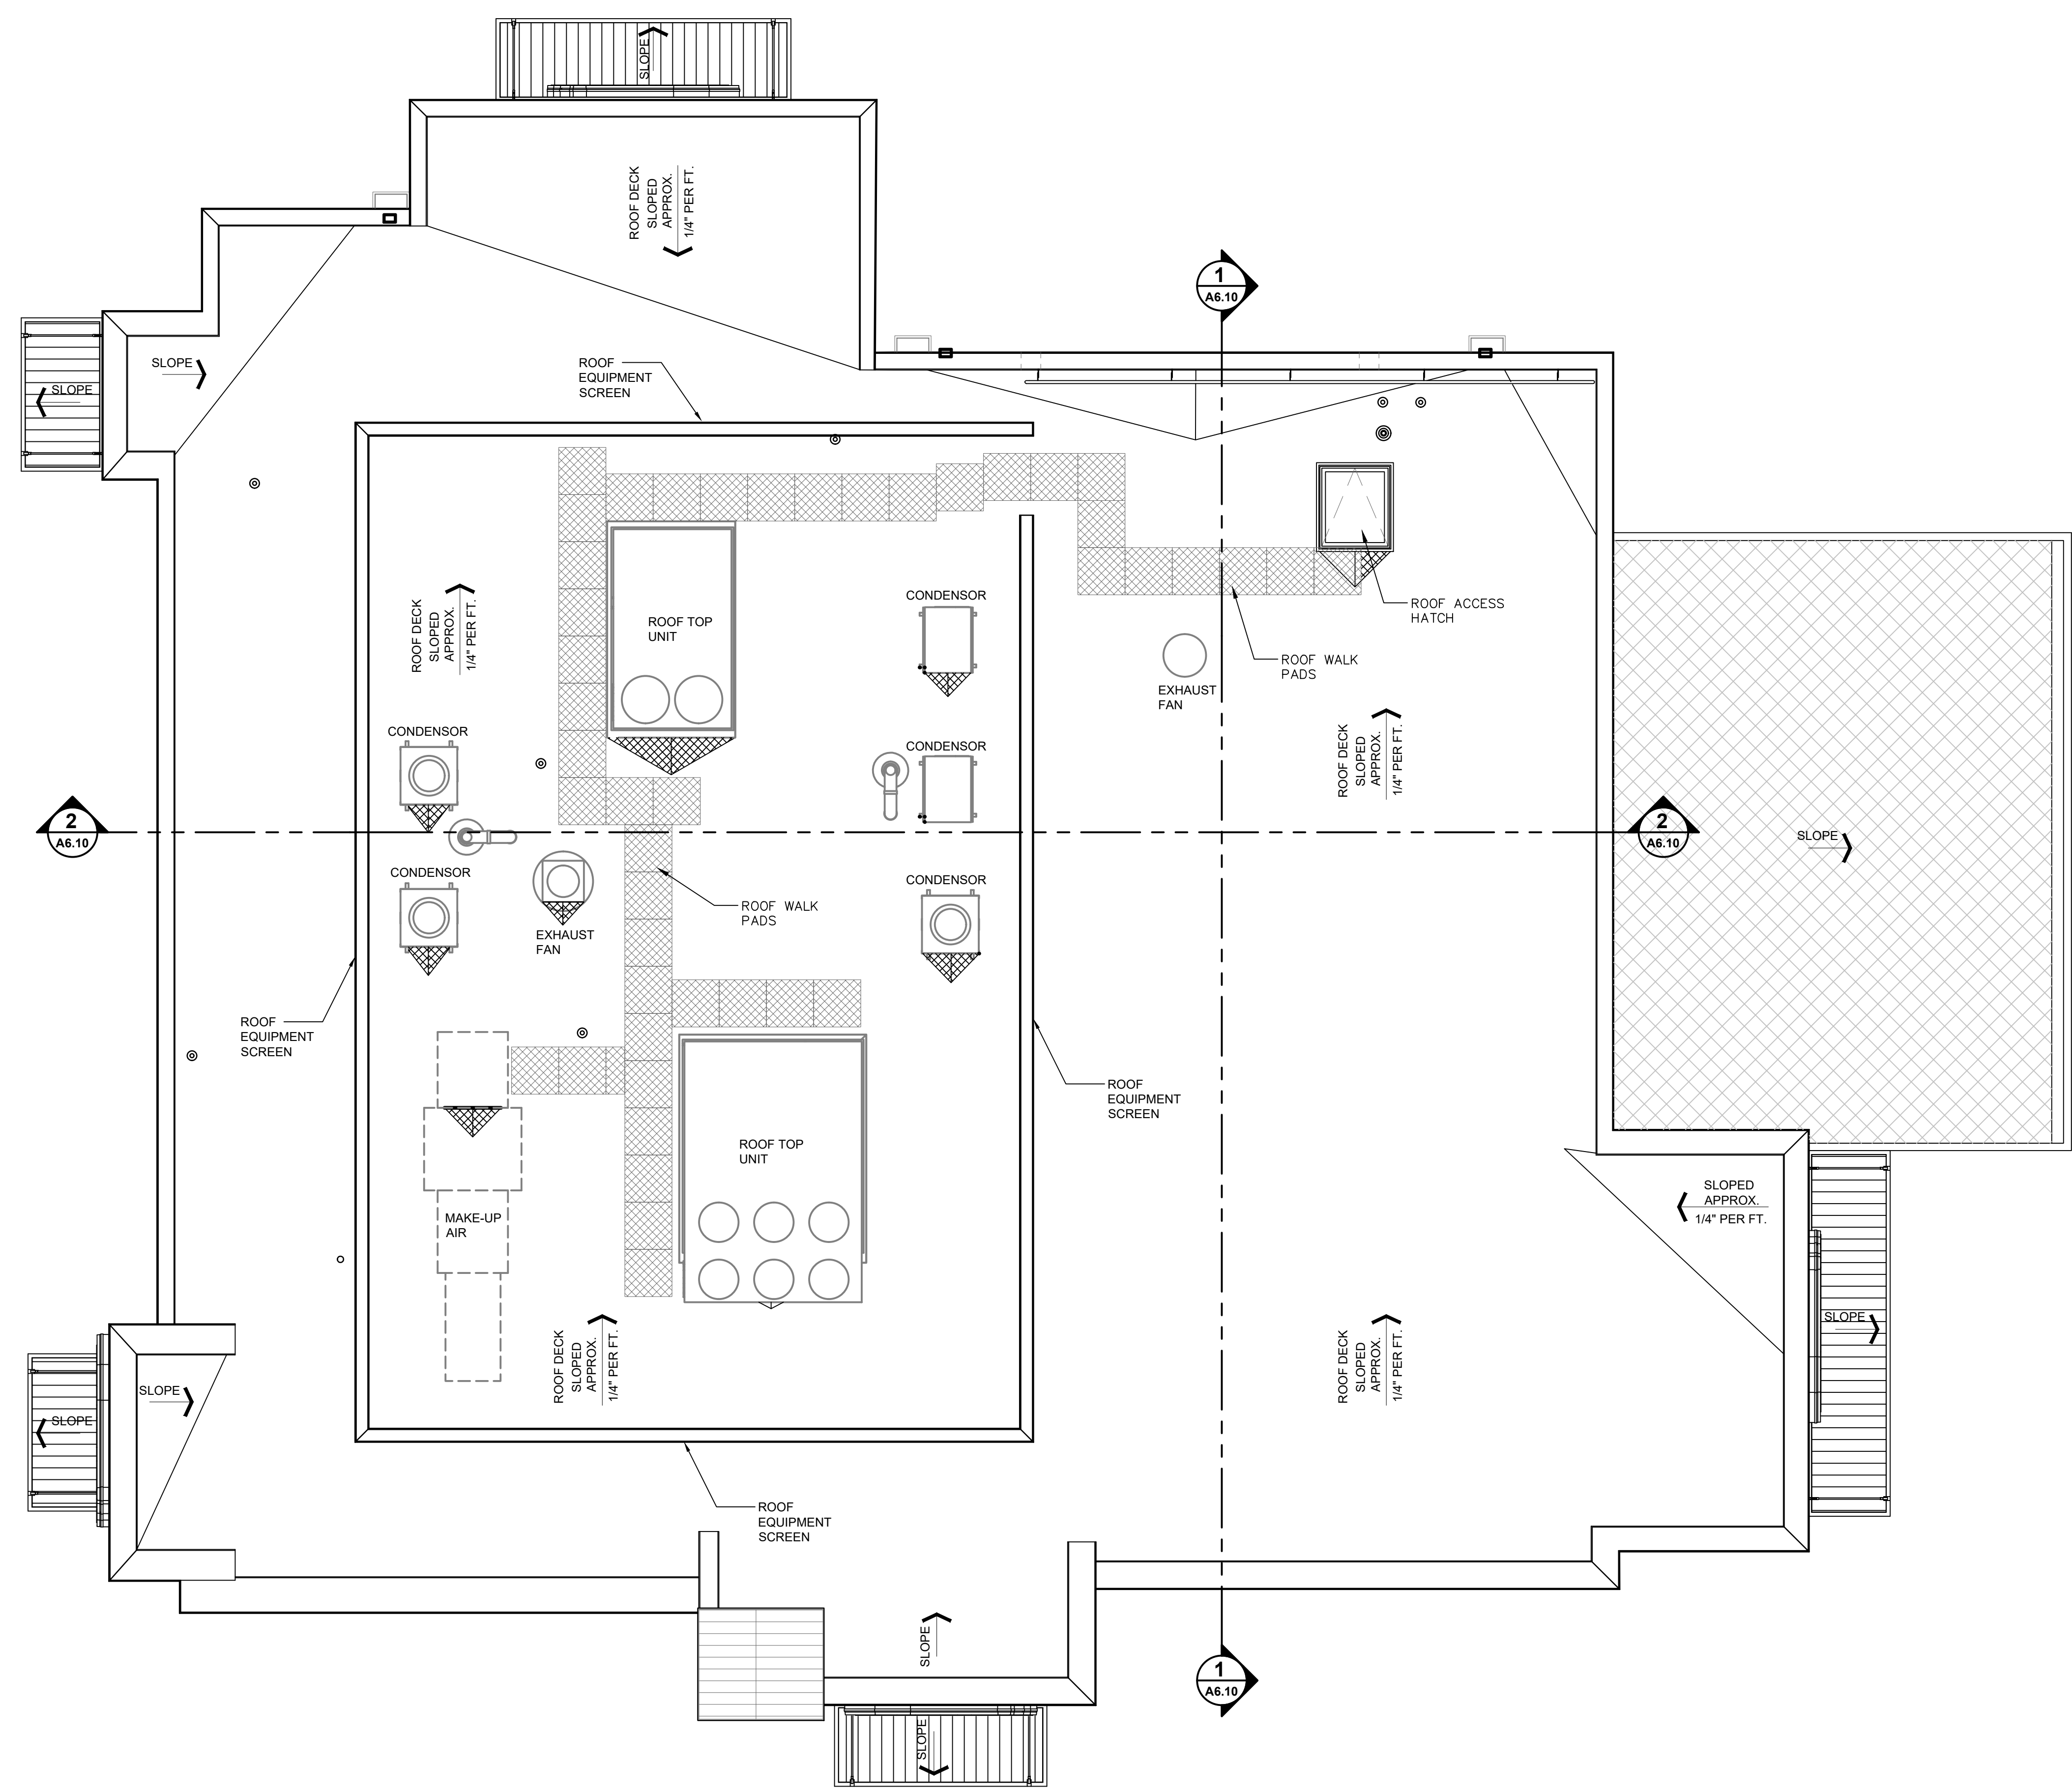 SLOPE
ROOF DECK
SLOPED
APPROX.
1/4" PER FT.
1
A6.10
SLOPE
SLOPE
ROOF
EQUIPMENT
SCREEN
ROOF DECK
SLOPED
APPROX.
1/4" PER FT.
ROOF TOP
UNIT
CONDENSOR
ROOF ACCESS
HATCH
ROOF WALK
PADS
EXHAUST
FAN
CONDENSOR
CONDENSOR
ROOF DECK
SLOPED
APPROX.
1/4" PER FT.
2
A6.10
2
A6.10
SLOPE
CONDENSOR
EXHAUST
FAN
ROOF WALK
PADS
CONDENSOR
ROOF
EQUIPMENT
SCREEN
ROOF
EQUIPMENT
SCREEN
ROOF TOP
UNIT
MAKE-UP
AIR
SLOPED
APPROX.
1/4" PER FT.
SLOPE
ROOF DECK
SLOPED
APPROX.
1/4" PER FT.
ROOF DECK
SLOPED
APPROX.
1/4" PER FT.
SLOPE
SLOPE
ROOF
EQUIPMENT
SCREEN
SLOPE
1
A6.10
SLOPE